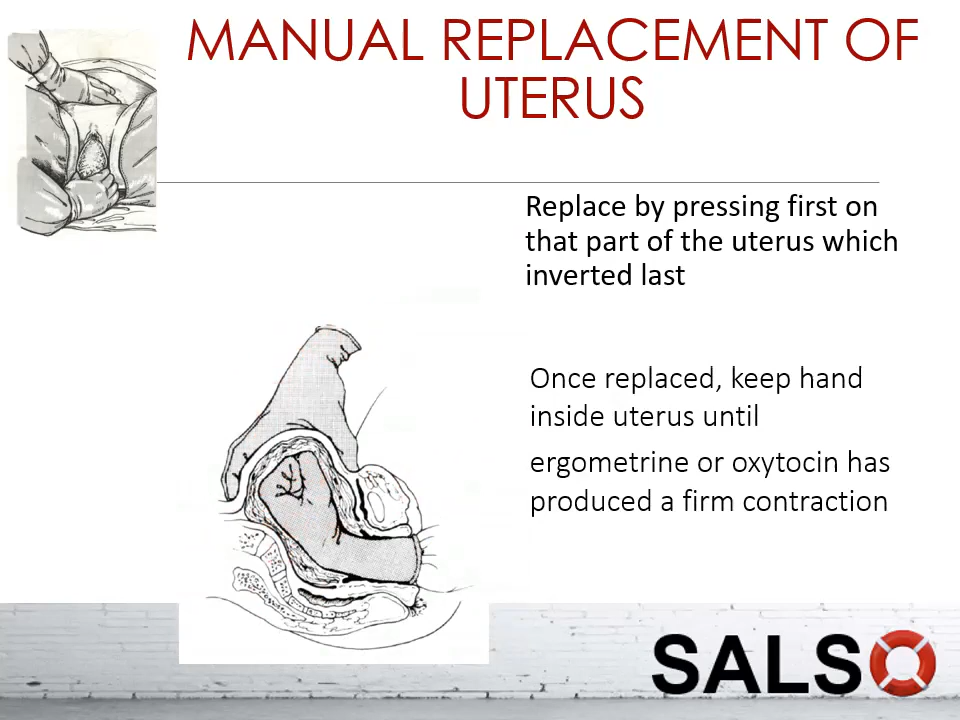 MANUAL REPLACEMENT OF
UTERUS
Replace by pressing first on
that part of the uterus which
inverted last
Once replaced, keep hand
inside uterus until
ergometrine or oxytocin has
produced a firm contraction
SALSO